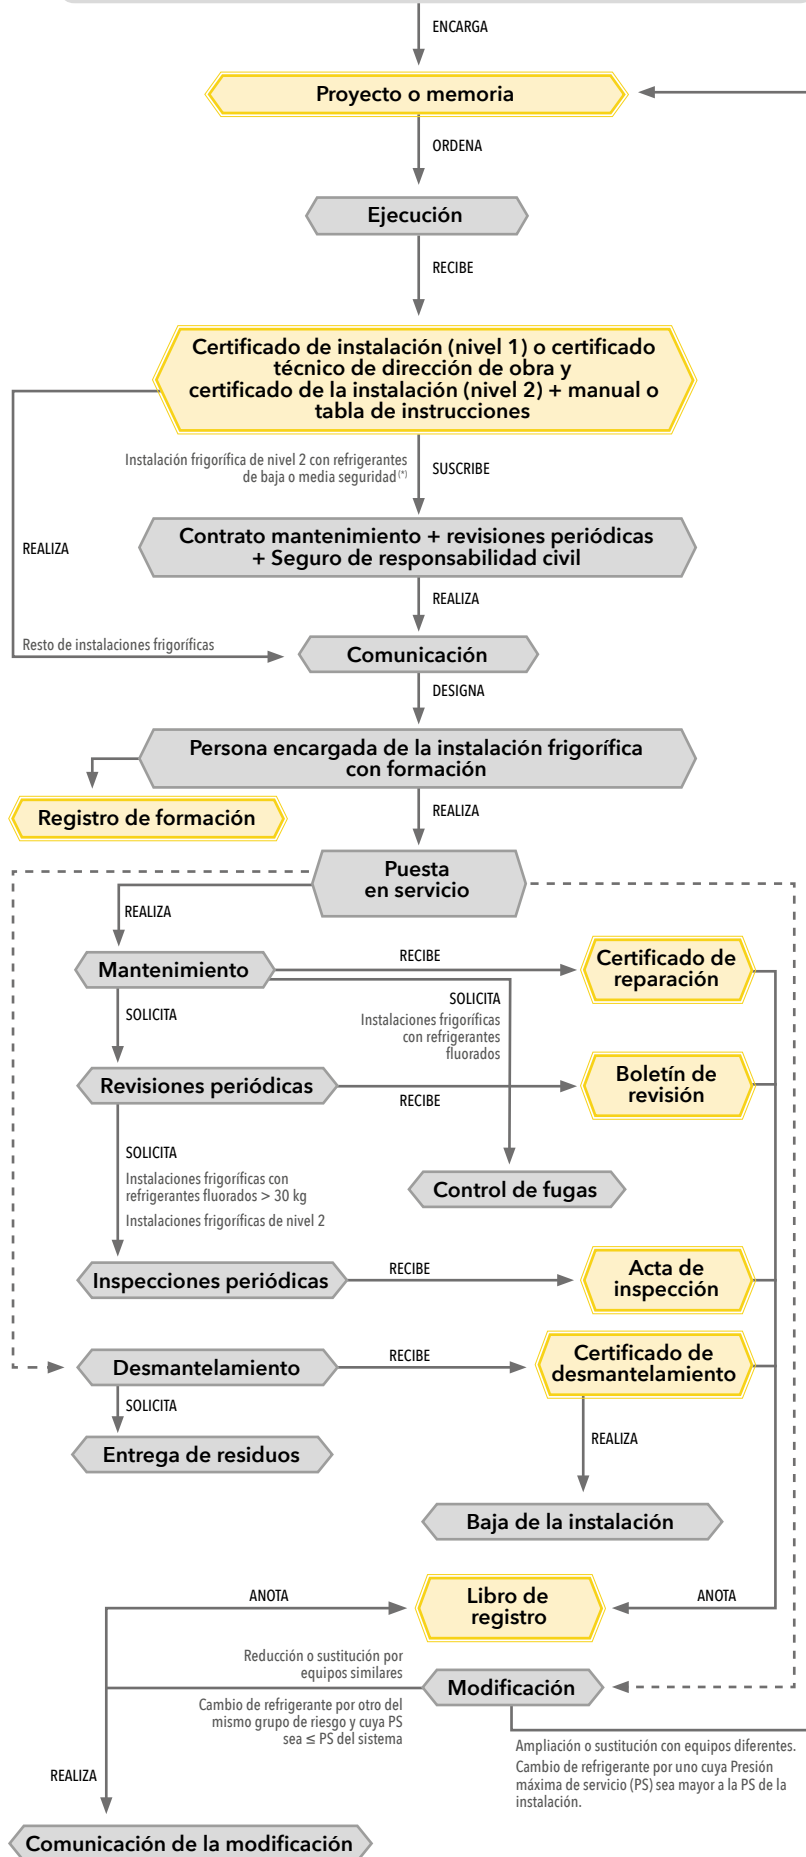 ENCARGA
Proyecto o memoria
ORDENA
Ejecución
RECIBE
Certificado de instalación (nivel 1) o certificado
técnico de dirección de obra y
certificado de la instalación (nivel 2) + manual o
tabla de instrucciones
Instalación frigorífica de nivel 2 con refrigerantes
de baja o media seguridad (*)
SUSCRIBE
Contrato mantenimiento + revisiones periódicas
+ Seguro de responsabilidad civil
REALIZA
REALIZA
Resto de instalaciones frigoríficas
Comunicación
DESIGNA
Persona encargada de la instalación frigorífica
con formación
Registro de formación
REALIZA
Puesta
en servicio
REALIZA
Mantenimiento
RECIBE
Certificado de
reparación
SOLICITA
SOLICITA
Instalaciones frigoríficas
con refrigerantes
fluorados
Revisiones periódicas
RECIBE
Boletín de
revisión
SOLICITA
Instalaciones frigoríficas con
refrigerantes fluorados > 30 kg
Instalaciones frigoríficas de nivel 2
Control de fugas
Inspecciones periódicas
RECIBE
Acta de
inspección
Desmantelamiento
RECIBE
Certificado de
desmantelamiento
SOLICITA
Entrega de residuos
REALIZA
Baja de la instalación
ANOTA
Libro de
registro
ANOTA
Reducción o sustitución por
equipos similares
Modificación
Cambio de refrigerante por otro del
mismo grupo de riesgo y cuya PS
sea ≤ PS del sistema
Ampliación o sustitución con equipos diferentes.
Cambio de refrigerante por uno cuya Presión
máxima de servicio (PS) sea mayor a la PS de la
instalación.
REALIZA
Comunicación de la modificación